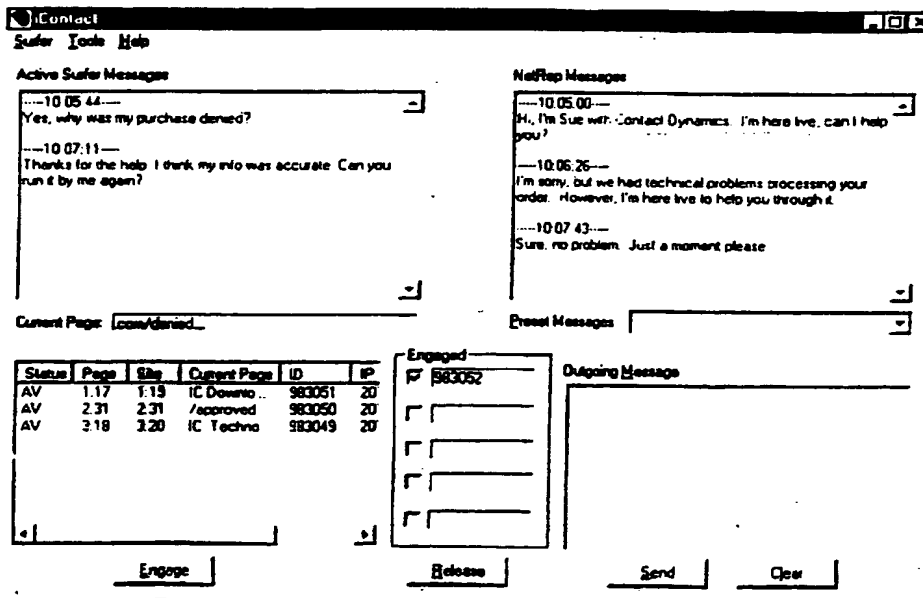 iContact
Surfer Tools Help
Active Surfer Messages
----10:05:44----
Yes, why was my purchase denied?
----10:07:11----
Thanks for the help. I think my info was accurate. Can you
run it by me again?
NetRep Messages
----10:05:00----
Hi, I'm Sue with Contact Dynamics. I'm here live, can I help
you?
----10:06:26----
I'm sorry, but we had technical problems processing your
order. However, I'm here live to help you through it.
----10:07:43----
Sure, no problem. Just a moment please
Current Page: .com/denied...
Preset Messages
Status Page Site Current Page ID IP
AV 1:17 1:19 IC Downlo... 983051 20
AV 2:31 2:31 /approved 983050 20
AV 3:18 3:20 IC Techno 983049 20
Engaged
983052
Outgoing Message
Engage
Release
Send
Clear